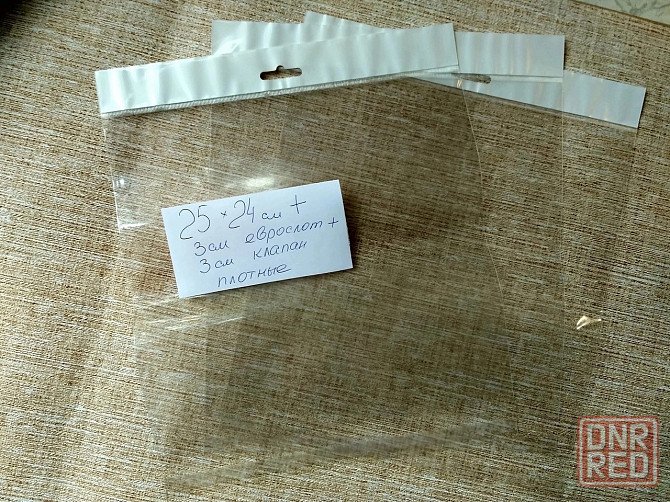 25 × 24 см +
3 см еврослот +
3 см клапан
плотные
DNR
RED